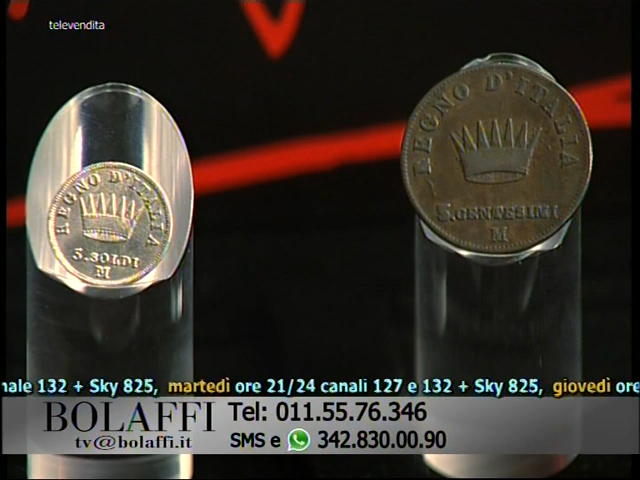 televendita
REGNO D'ITALIA
5.SOLDI
M
REGNO D'ITALIA
5.CENTESIMI
M
nale 132 + Sky 825, martedì ore 21/24 canali 127 e 132 + Sky 825, giovedì ore
BOLAFFI
tv@bolaffi.it
Tel: 011.55.76.346
SMS e 342.830.00.90